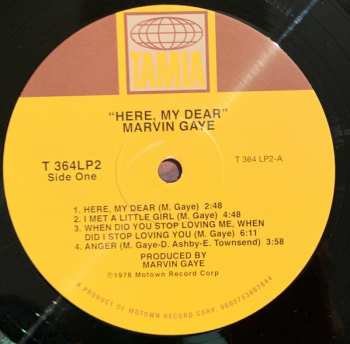 TAMLA
"HERE, MY DEAR"
MARVIN GAYE
T 364LP2
Side One
T 364 LP2-A
1. HERE, MY DEAR (M. Gaye) 2:48
2. I MET A LITTLE GIRL (M. Gaye) 4:48
3. WHEN DID YOU STOP LOVING ME, WHEN
DID I STOP LOVING YOU (M. Gaye) 6:11
4. ANGER (M. Gaye-D. Ashby-E. Townsend) 3:58
PRODUCED BY
MARVIN GAYE
©1978 Motown Record Corp
A PRODUCT OF MOTOWN RECORD CORP.